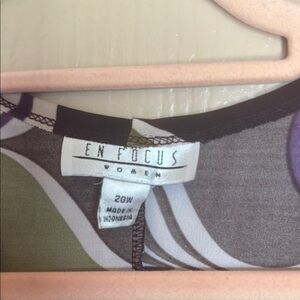 EN FOCUS
WOMEN
20W
MADE IN
INDONESIA